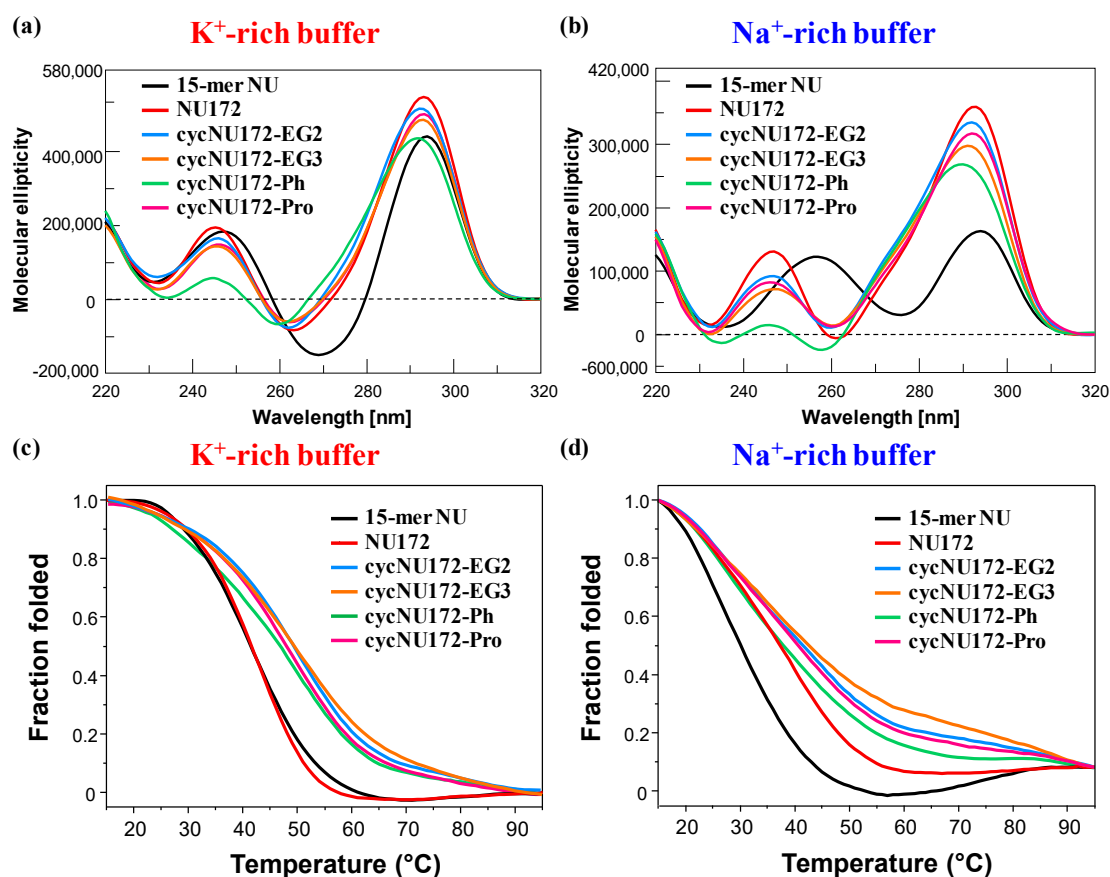 (a)
K⁺-rich buffer
580,000
400,000
200,000
0
-200,000
Molecular ellipticity
15-mer NU
NU172
cycNU172-EG2
cycNU172-EG3
cycNU172-Ph
cycNU172-Pro
220 240 260 280 300 320
Wavelength [nm]
(b)
Na⁺-rich buffer
420,000
300,000
200,000
100,000
0
-600,000
Molecular ellipticity
15-mer NU
NU172
cycNU172-EG2
cycNU172-EG3
cycNU172-Ph
cycNU172-Pro
220 240 260 280 300 320
Wavelength [nm]
(c)
K⁺-rich buffer
1.0
0.8
0.6
0.4
0.2
0
Fraction folded
15-mer NU
NU172
cycNU172-EG2
cycNU172-EG3
cycNU172-Ph
cycNU172-Pro
20 30 40 50 60 70 80 90
Temperature (°C)
(d)
Na⁺-rich buffer
1.0
0.8
0.6
0.4
0.2
0
Fraction folded
15-mer NU
NU172
cycNU172-EG2
cycNU172-EG3
cycNU172-Ph
cycNU172-Pro
20 30 40 50 60 70 80 90
Temperature (°C)